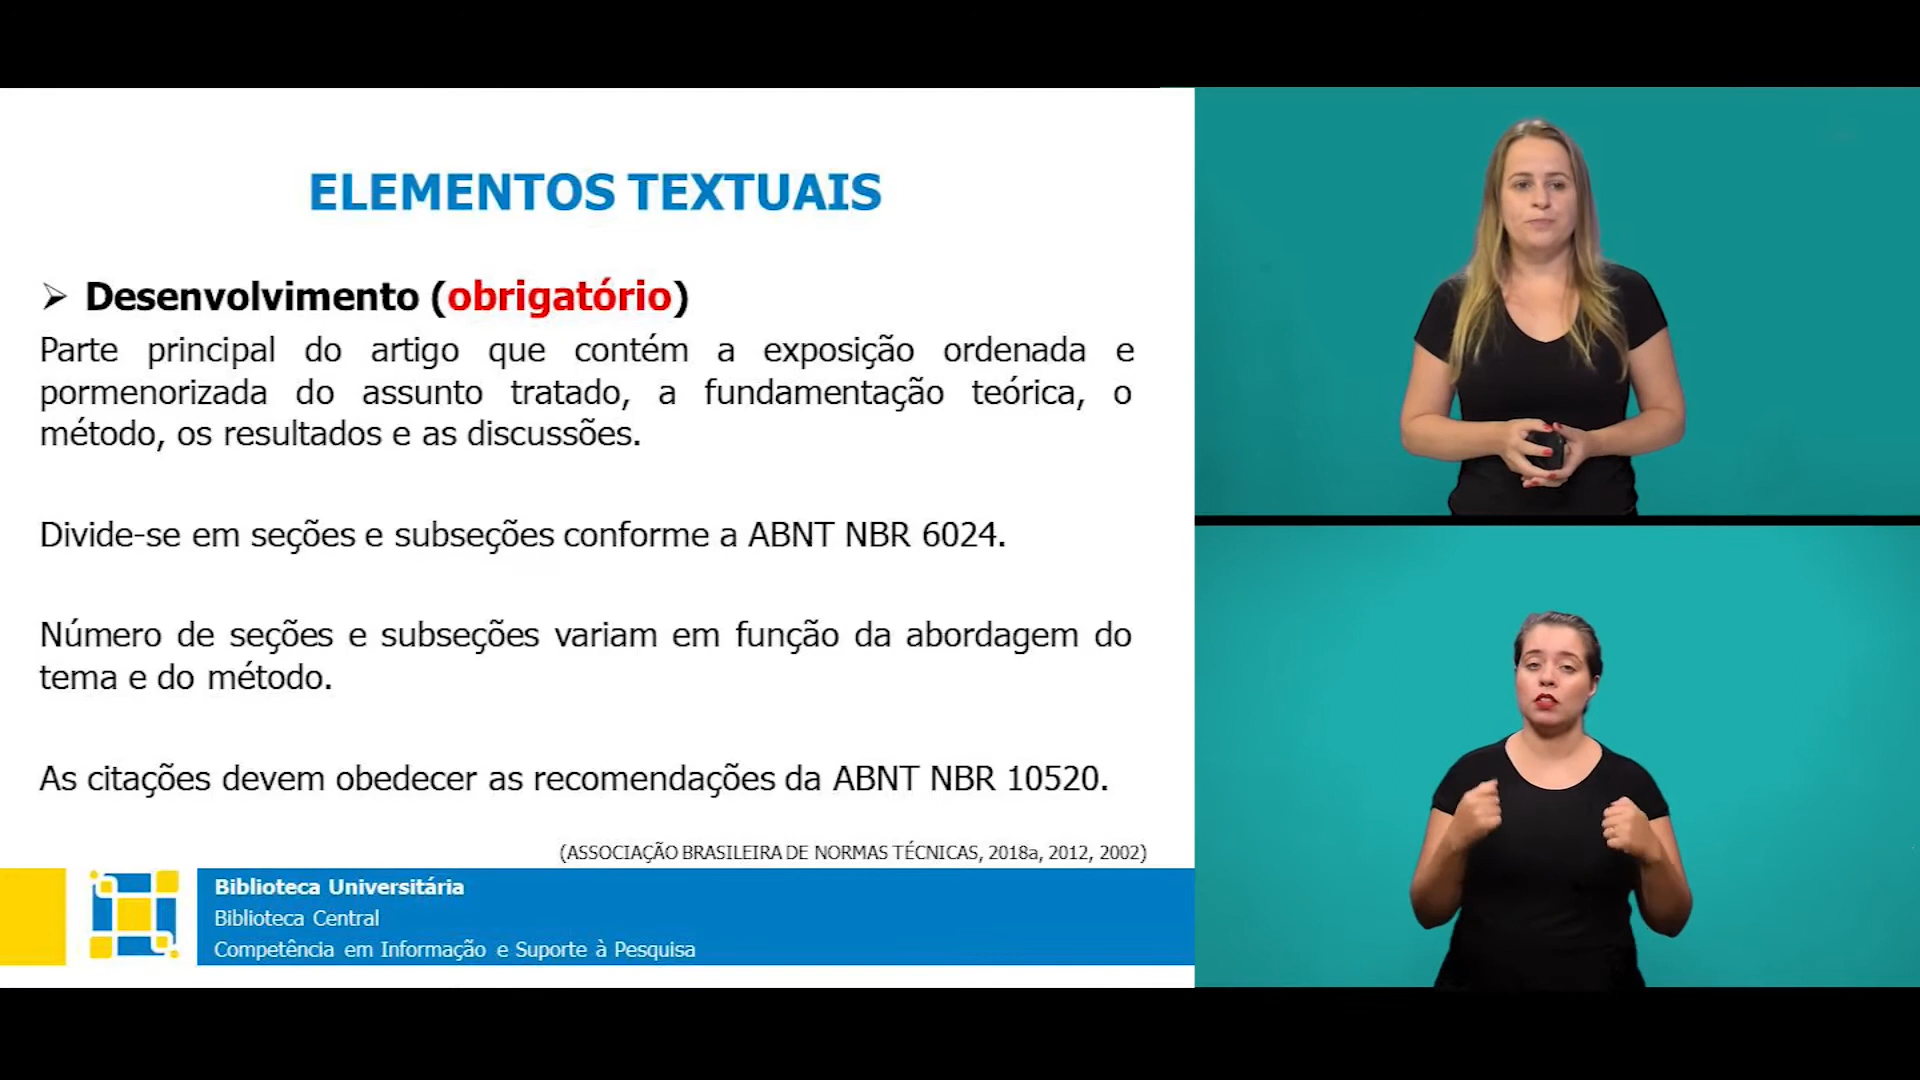 ELEMENTOS TEXTUAIS
➢ Desenvolvimento (obrigatório)
Parte principal do artigo que contém a exposição ordenada e
pormenorizada do assunto tratado, a fundamentação teórica, o
método, os resultados e as discussões.
Divide-se em seções e subseções conforme a ABNT NBR 6024.
Número de seções e subseções variam em função da abordagem do
tema e do método.
As citações devem obedecer as recomendações da ABNT NBR 10520.
(ASSOCIAÇÃO BRASILEIRA DE NORMAS TÉCNICAS, 2018a, 2012, 2002)
Biblioteca Universitária
Biblioteca Central
Competência em Informação e Suporte à Pesquisa